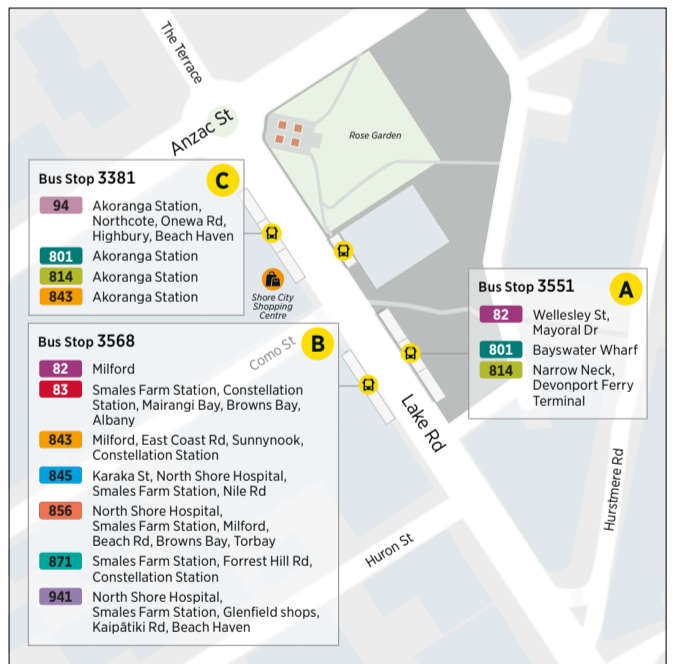 The Terrace
Anzac St
Rose Garden
Bus Stop 3381
C
94 Akoranga Station,
Northcote, Onewa Rd,
Highbury, Beach Haven
801 Akoranga Station
814 Akoranga Station
843 Akoranga Station
Shore City
Shopping
Centre
Bus Stop 3551
A
82 Wellesley St,
Mayoral Dr
801 Bayswater Wharf
814 Narrow Neck,
Devonport Ferry
Terminal
Bus Stop 3568
B
82 Milford
83 Smales Farm Station, Constellation
Station, Mairangi Bay, Browns Bay,
Albany
843 Milford, East Coast Rd, Sunnynook,
Constellation Station
845 Karaka St, North Shore Hospital,
Smales Farm Station, Nile Rd
856 North Shore Hospital,
Smales Farm Station, Milford,
Beach Rd, Browns Bay, Torbay
871 Smales Farm Station, Forrest Hill Rd,
Constellation Station
941 North Shore Hospital,
Smales Farm Station, Glenfield shops,
Kaipātiki Rd, Beach Haven
Como St
Lake Rd
Huron St
Hurstmere Rd